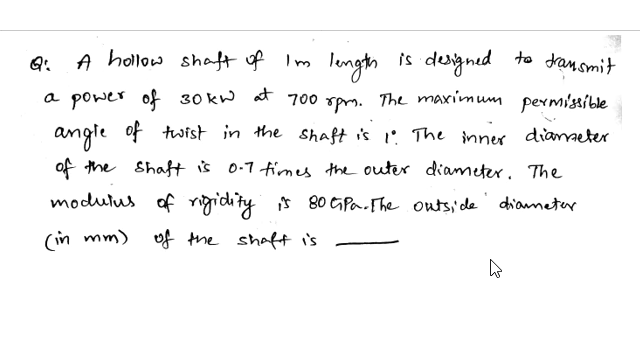 Q: A hollow shaft of 1m length is designed to transmit
a power of 30 kW at 700 rpm. The maximum permissible
angle of twist in the shaft is 1°. The inner diameter
of the shaft is 0.7 times the outer diameter. The
modulus of rigidity is 80 GPa. The outside diameter
(in mm) of the shaft is ______